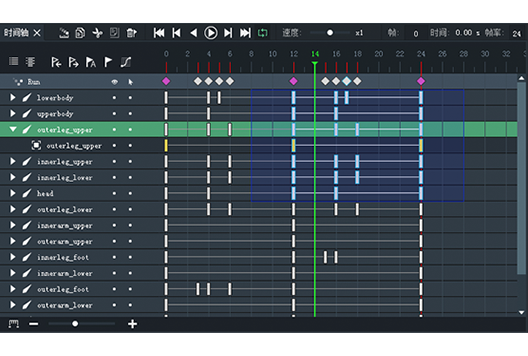 时间轴 × 速度: x1 帧: 0 时间: 0.00 s 帧率: 24
0 2 4 6 8 10 12 14 16 18 20 22 24 26 28 30 32 34
Run
lowerbody
upperbody
outerleg_upper
outerleg_upper
innerleg_upper
innerleg_lower
head
outerleg_lower
innerarm_upper
outerarm_upper
innerleg_foot
innerarm_lower
outerleg_foot
outerarm_lower